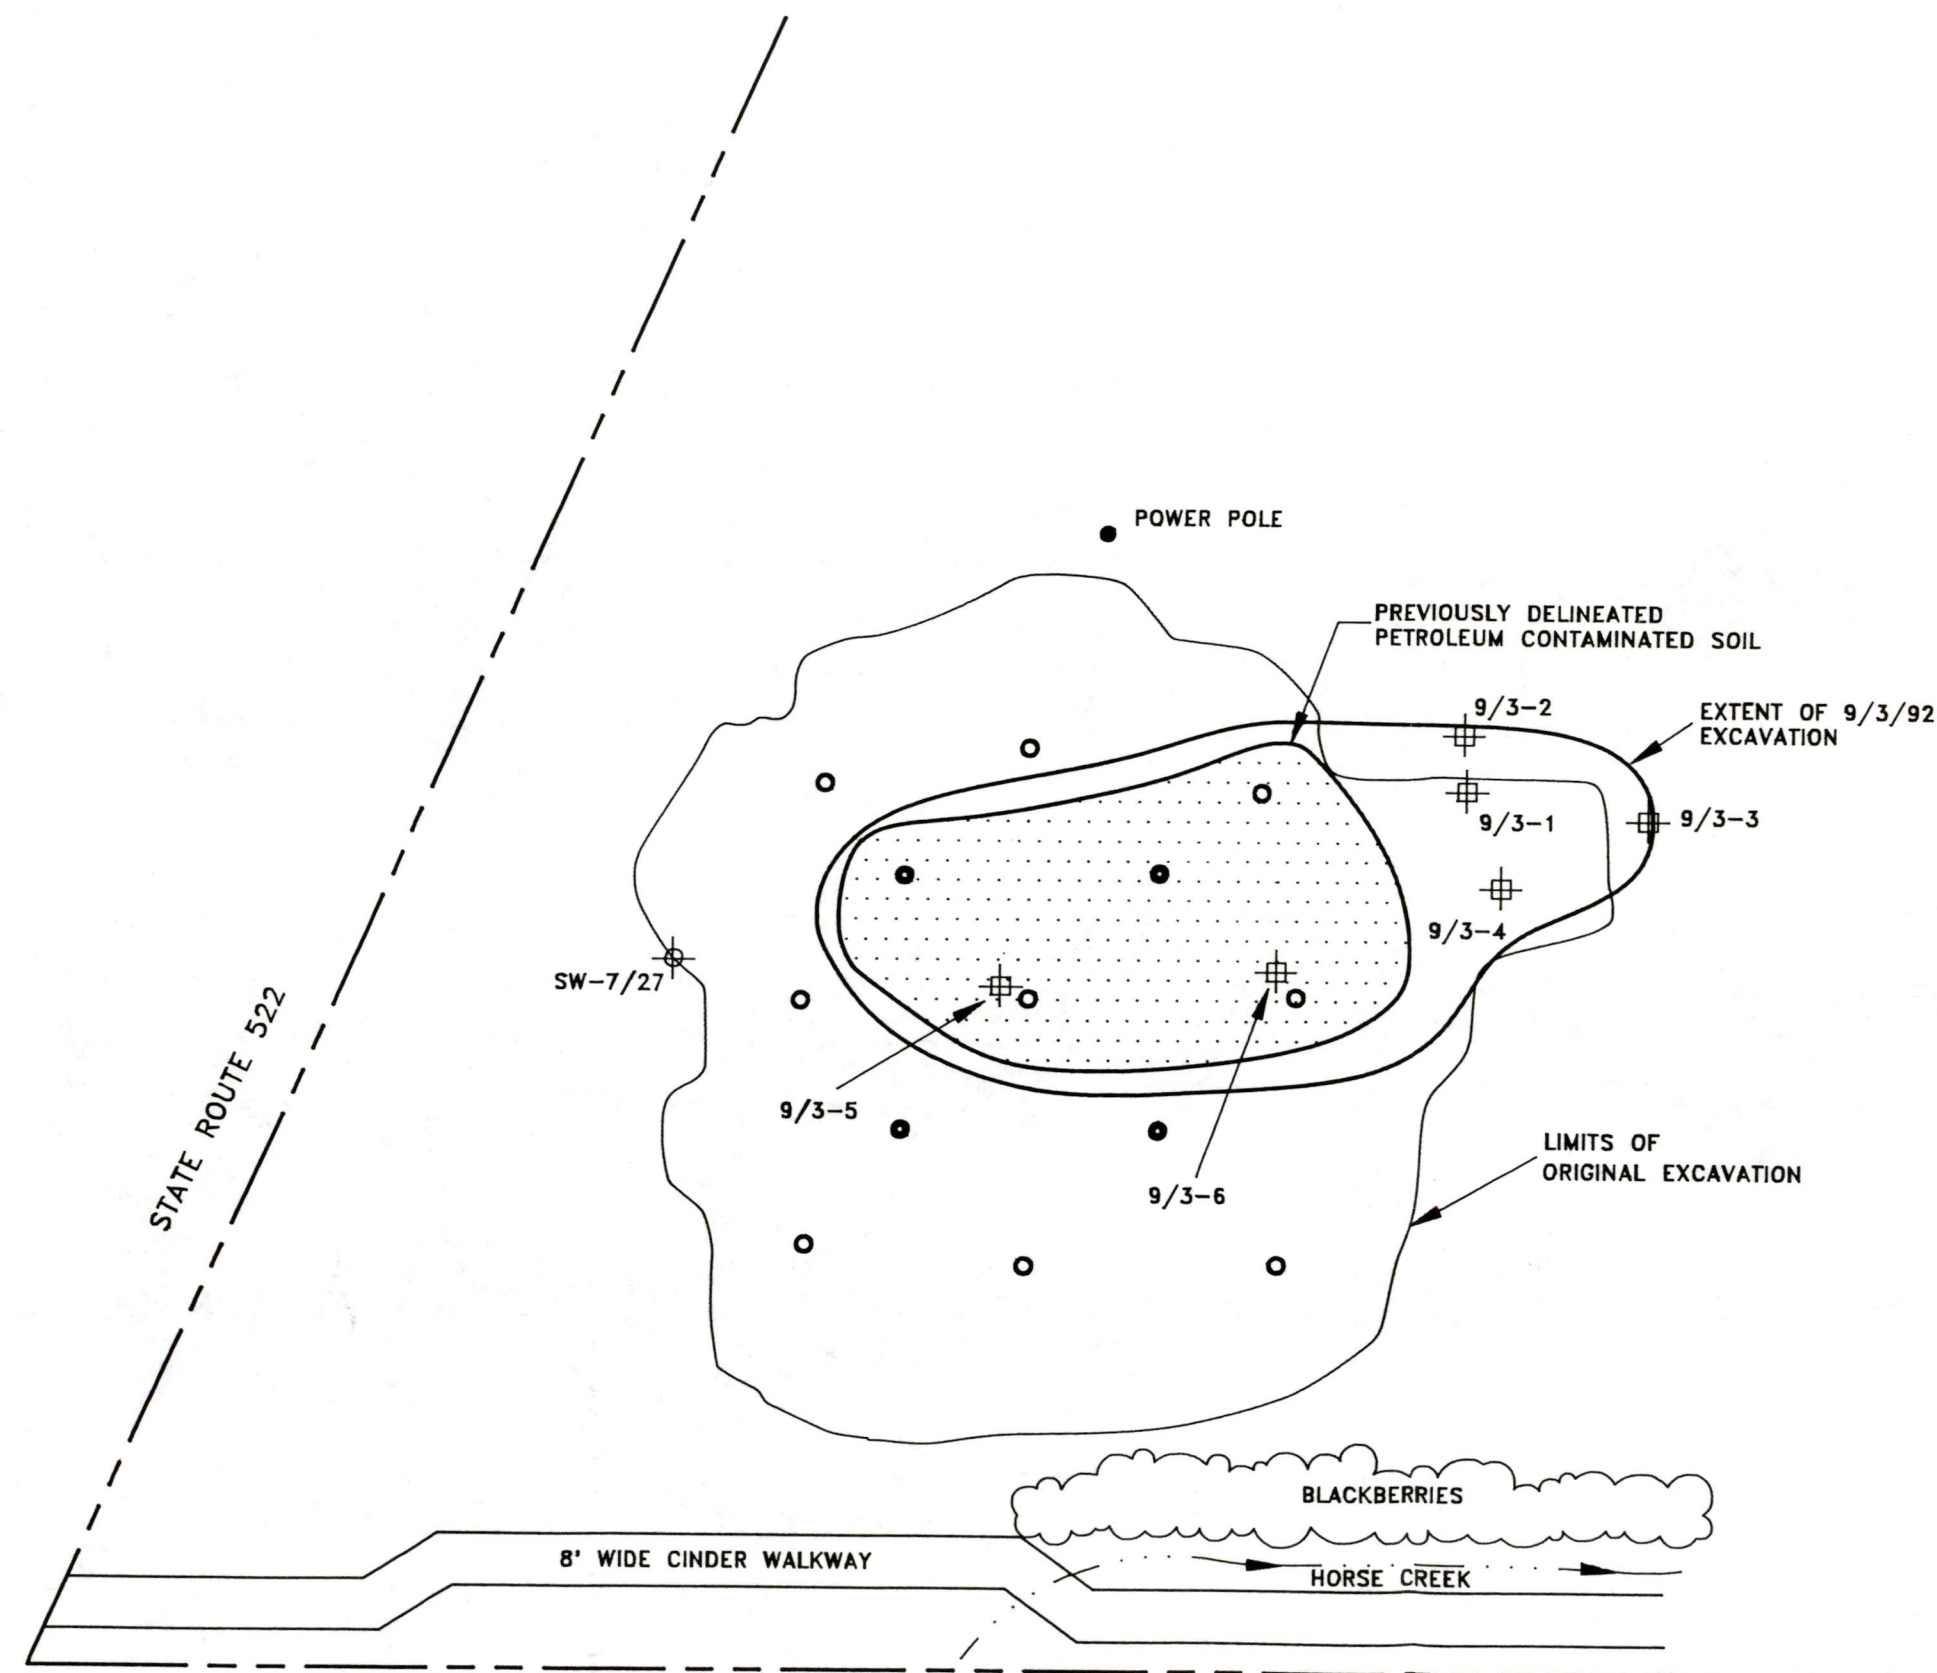 POWER POLE
PREVIOUSLY DELINEATED
PETROLEUM CONTAMINATED SOIL
9/3-2
EXTENT OF 9/3/92
EXCAVATION
9/3-1
9/3-3
9/3-4
SW-7/27
STATE ROUTE 522
9/3-5
9/3-6
LIMITS OF
ORIGINAL EXCAVATION
BLACKBERRIES
8' WIDE CINDER WALKWAY
HORSE CREEK